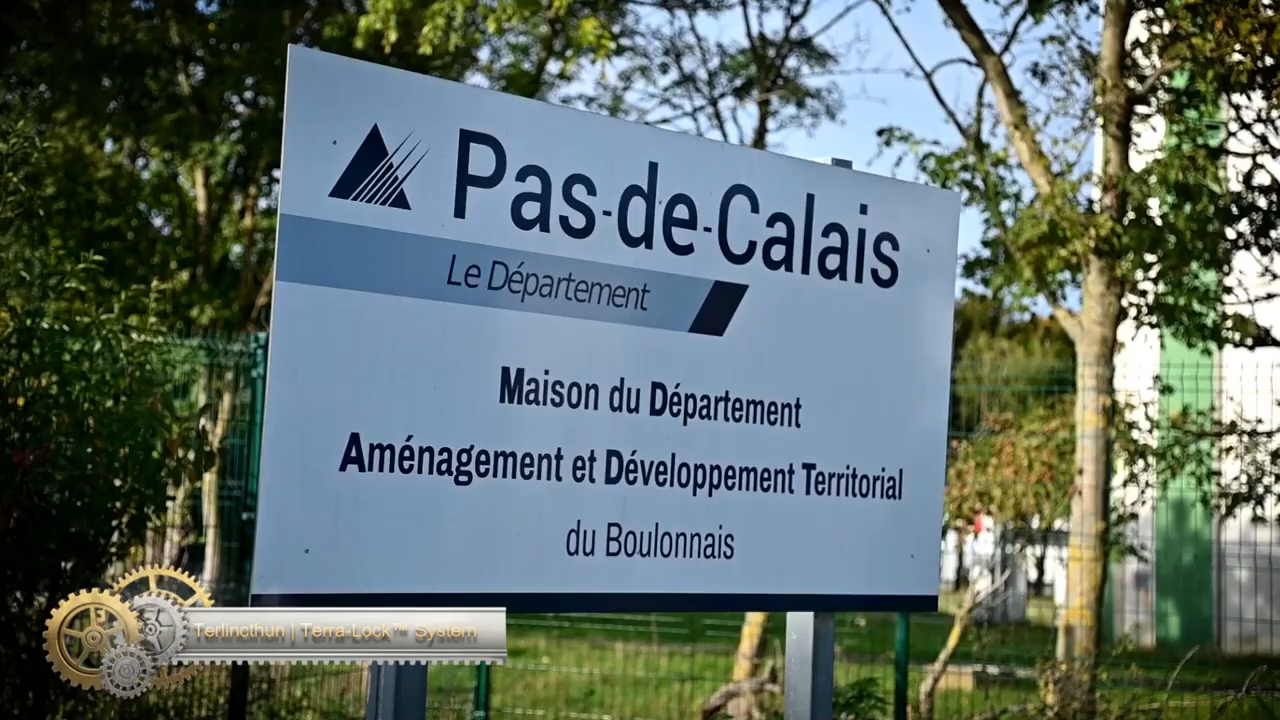 Pas-de-Calais
Le Département
Maison du Département
Aménagement et Développement Territorial
du Boulonnais
Terlincthun | Terra-Lock™ System